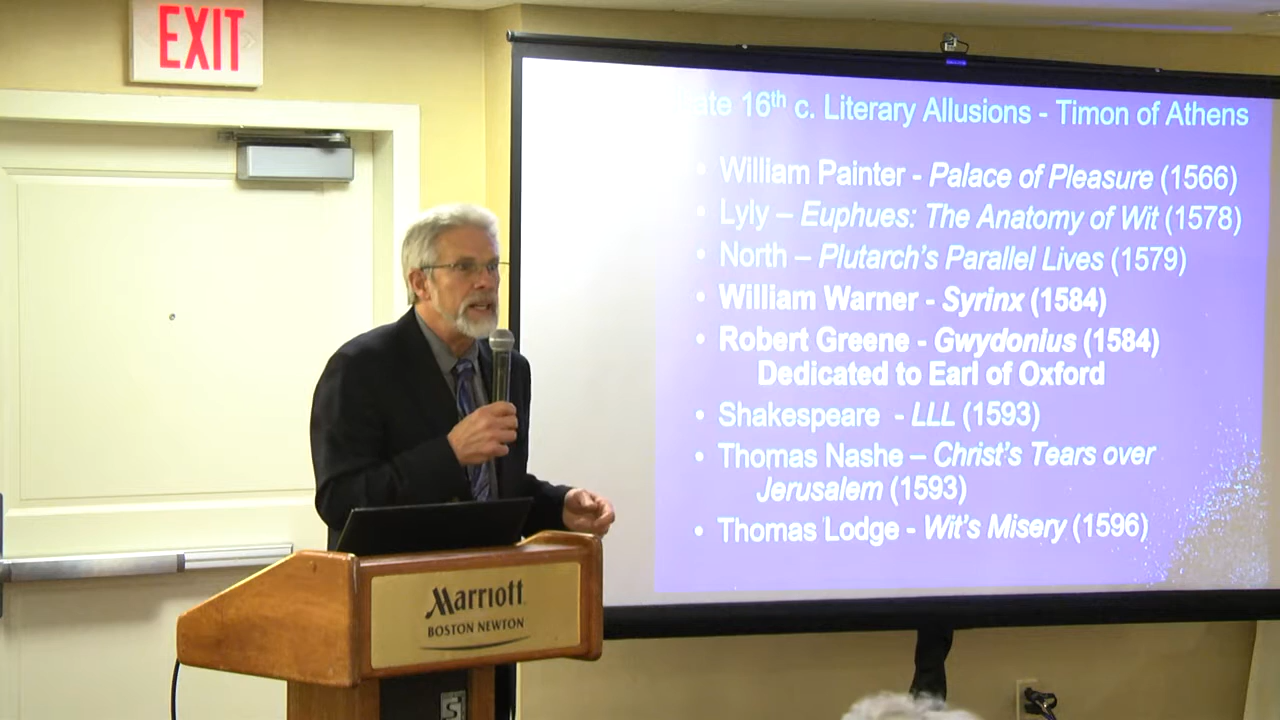 EXIT
ate 16th c. Literary Allusions - Timon of Athens
• William Painter - Palace of Pleasure (1566)
• Lyly – Euphues: The Anatomy of Wit (1578)
• North – Plutarch's Parallel Lives (1579)
• William Warner - Syrinx (1584)
• Robert Greene - Gwydonius (1584)
Dedicated to Earl of Oxford
• Shakespeare - LLL (1593)
• Thomas Nashe – Christ's Tears over
Jerusalem (1593)
• Thomas Lodge - Wit's Misery (1596)
Marriott
BOSTON NEWTON